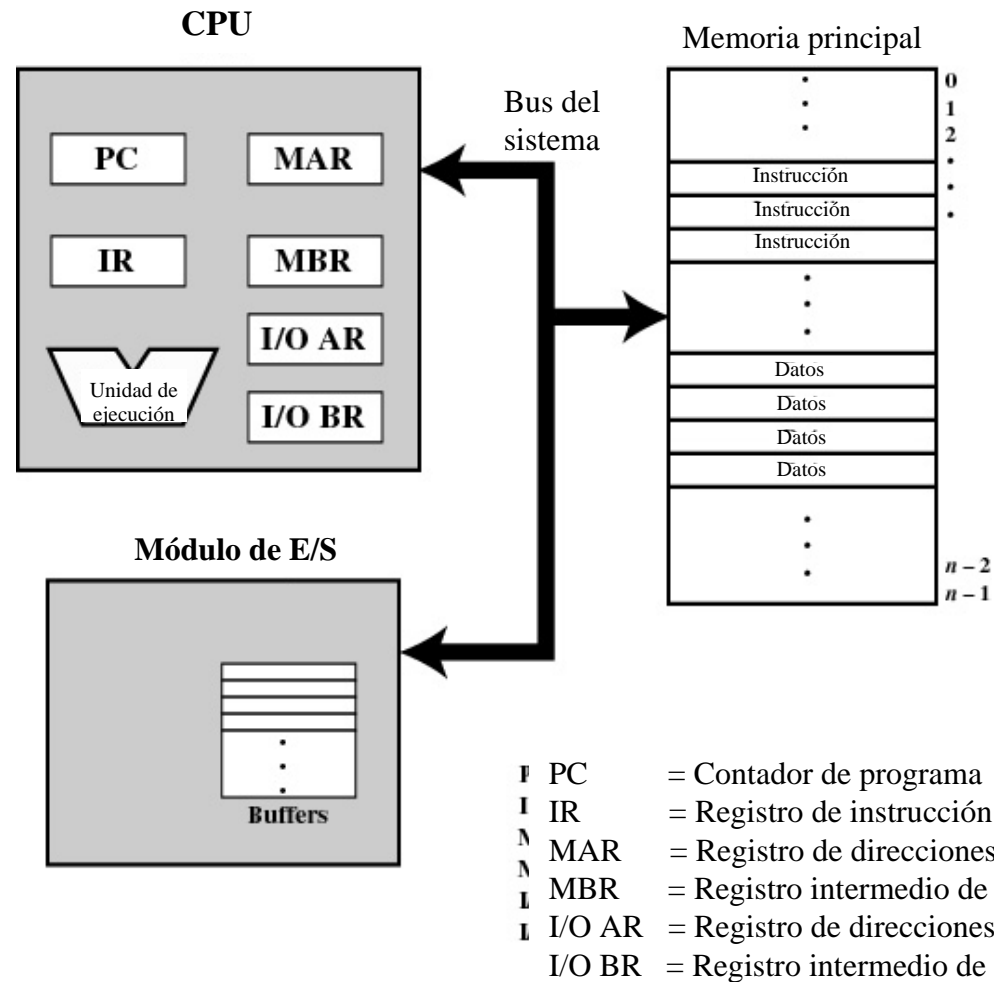 CPU
PC
MAR
IR
MBR
I/O AR
I/O BR
Unidad de
ejecución
Bus del
sistema
Memoria principal
0
1
2
Instrucción
Instrucción
Instrucción
Datos
Datos
Datos
Datos
n – 2
n – 1
Módulo de E/S
Buffers
PC = Contador de programa
IR = Registro de instrucción
MAR = Registro de direcciones
MBR = Registro intermedio de
I/O AR = Registro de direcciones
I/O BR = Registro intermedio de